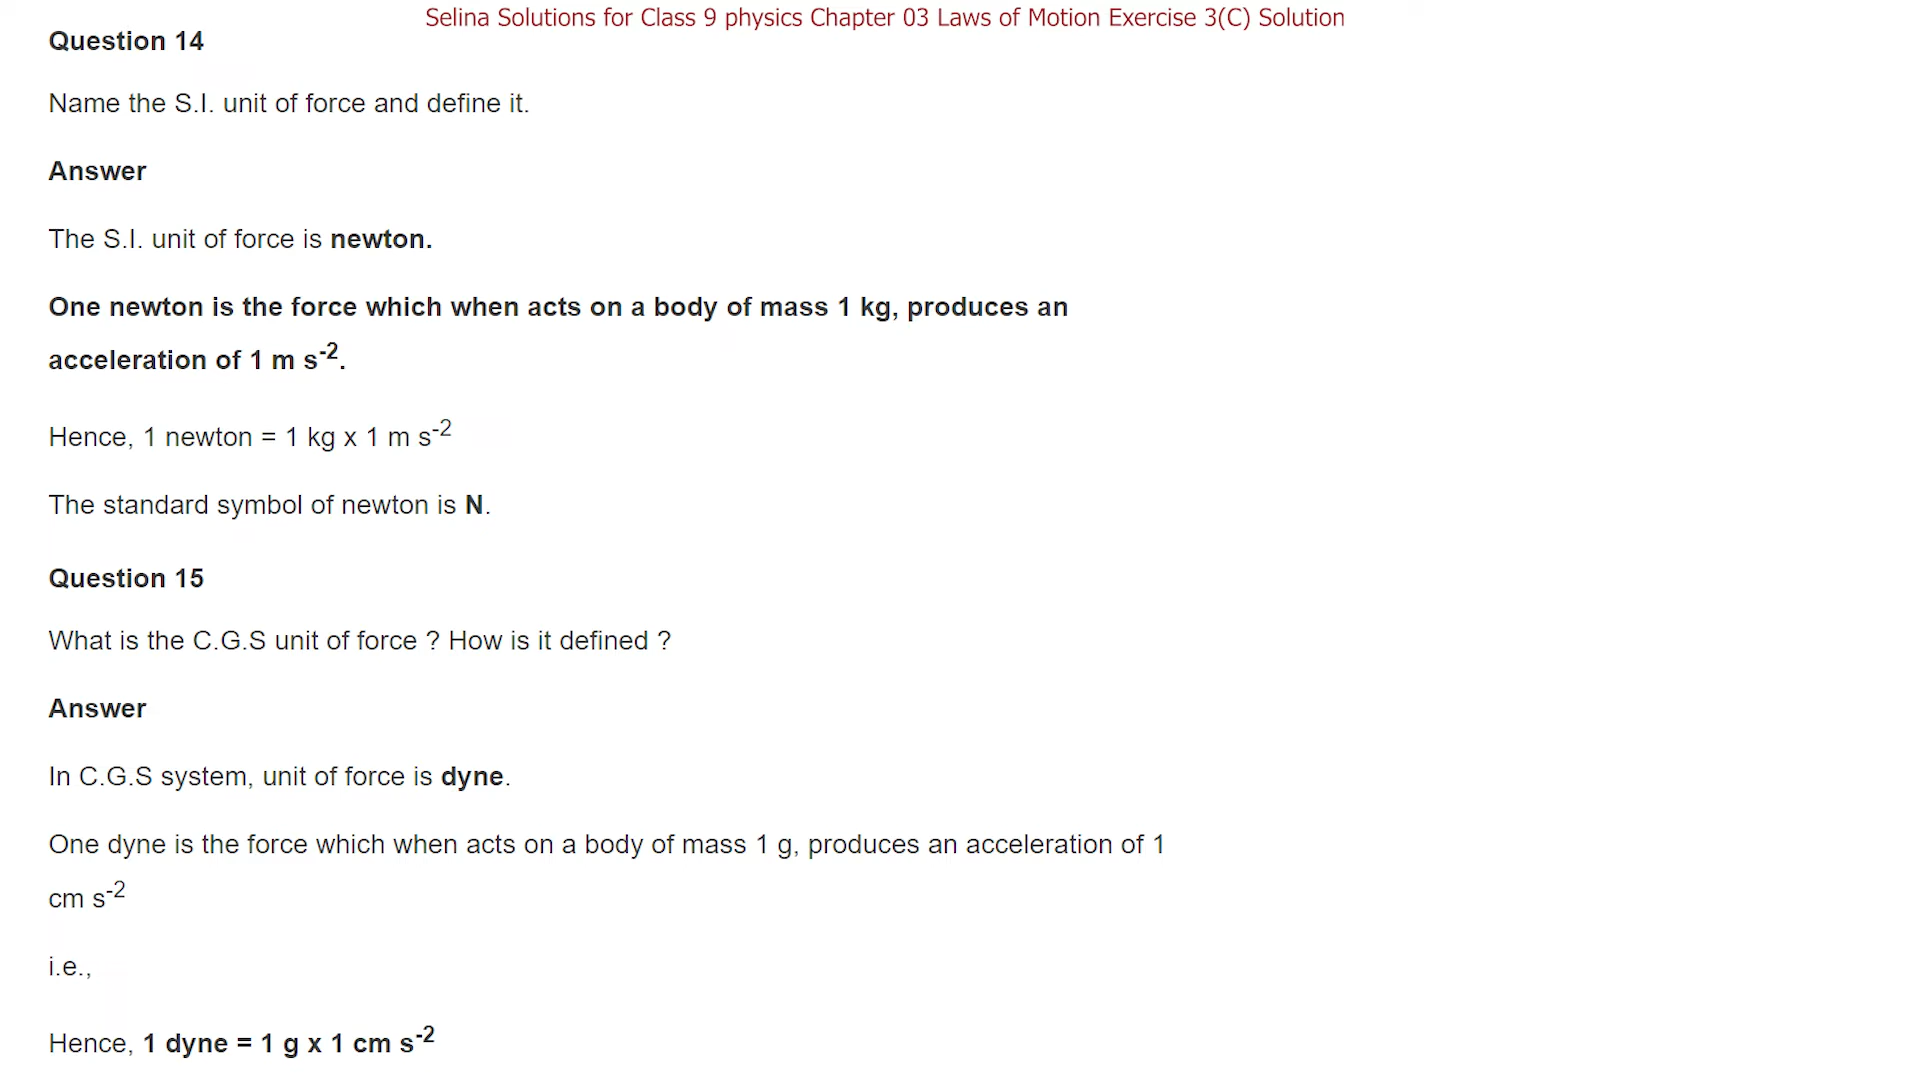 Selina Solutions for Class 9 physics Chapter 03 Laws of Motion Exercise 3(C) Solution
Question 14
Name the S.I. unit of force and define it.
Answer
The S.I. unit of force is newton.
One newton is the force which when acts on a body of mass 1 kg, produces an
acceleration of 1 m s⁻².
Hence, 1 newton = 1 kg x 1 m s⁻²
The standard symbol of newton is N.
Question 15
What is the C.G.S unit of force ? How is it defined ?
Answer
In C.G.S system, unit of force is dyne.
One dyne is the force which when acts on a body of mass 1 g, produces an acceleration of 1
cm s⁻²
i.e.,
Hence, 1 dyne = 1 g x 1 cm s⁻²